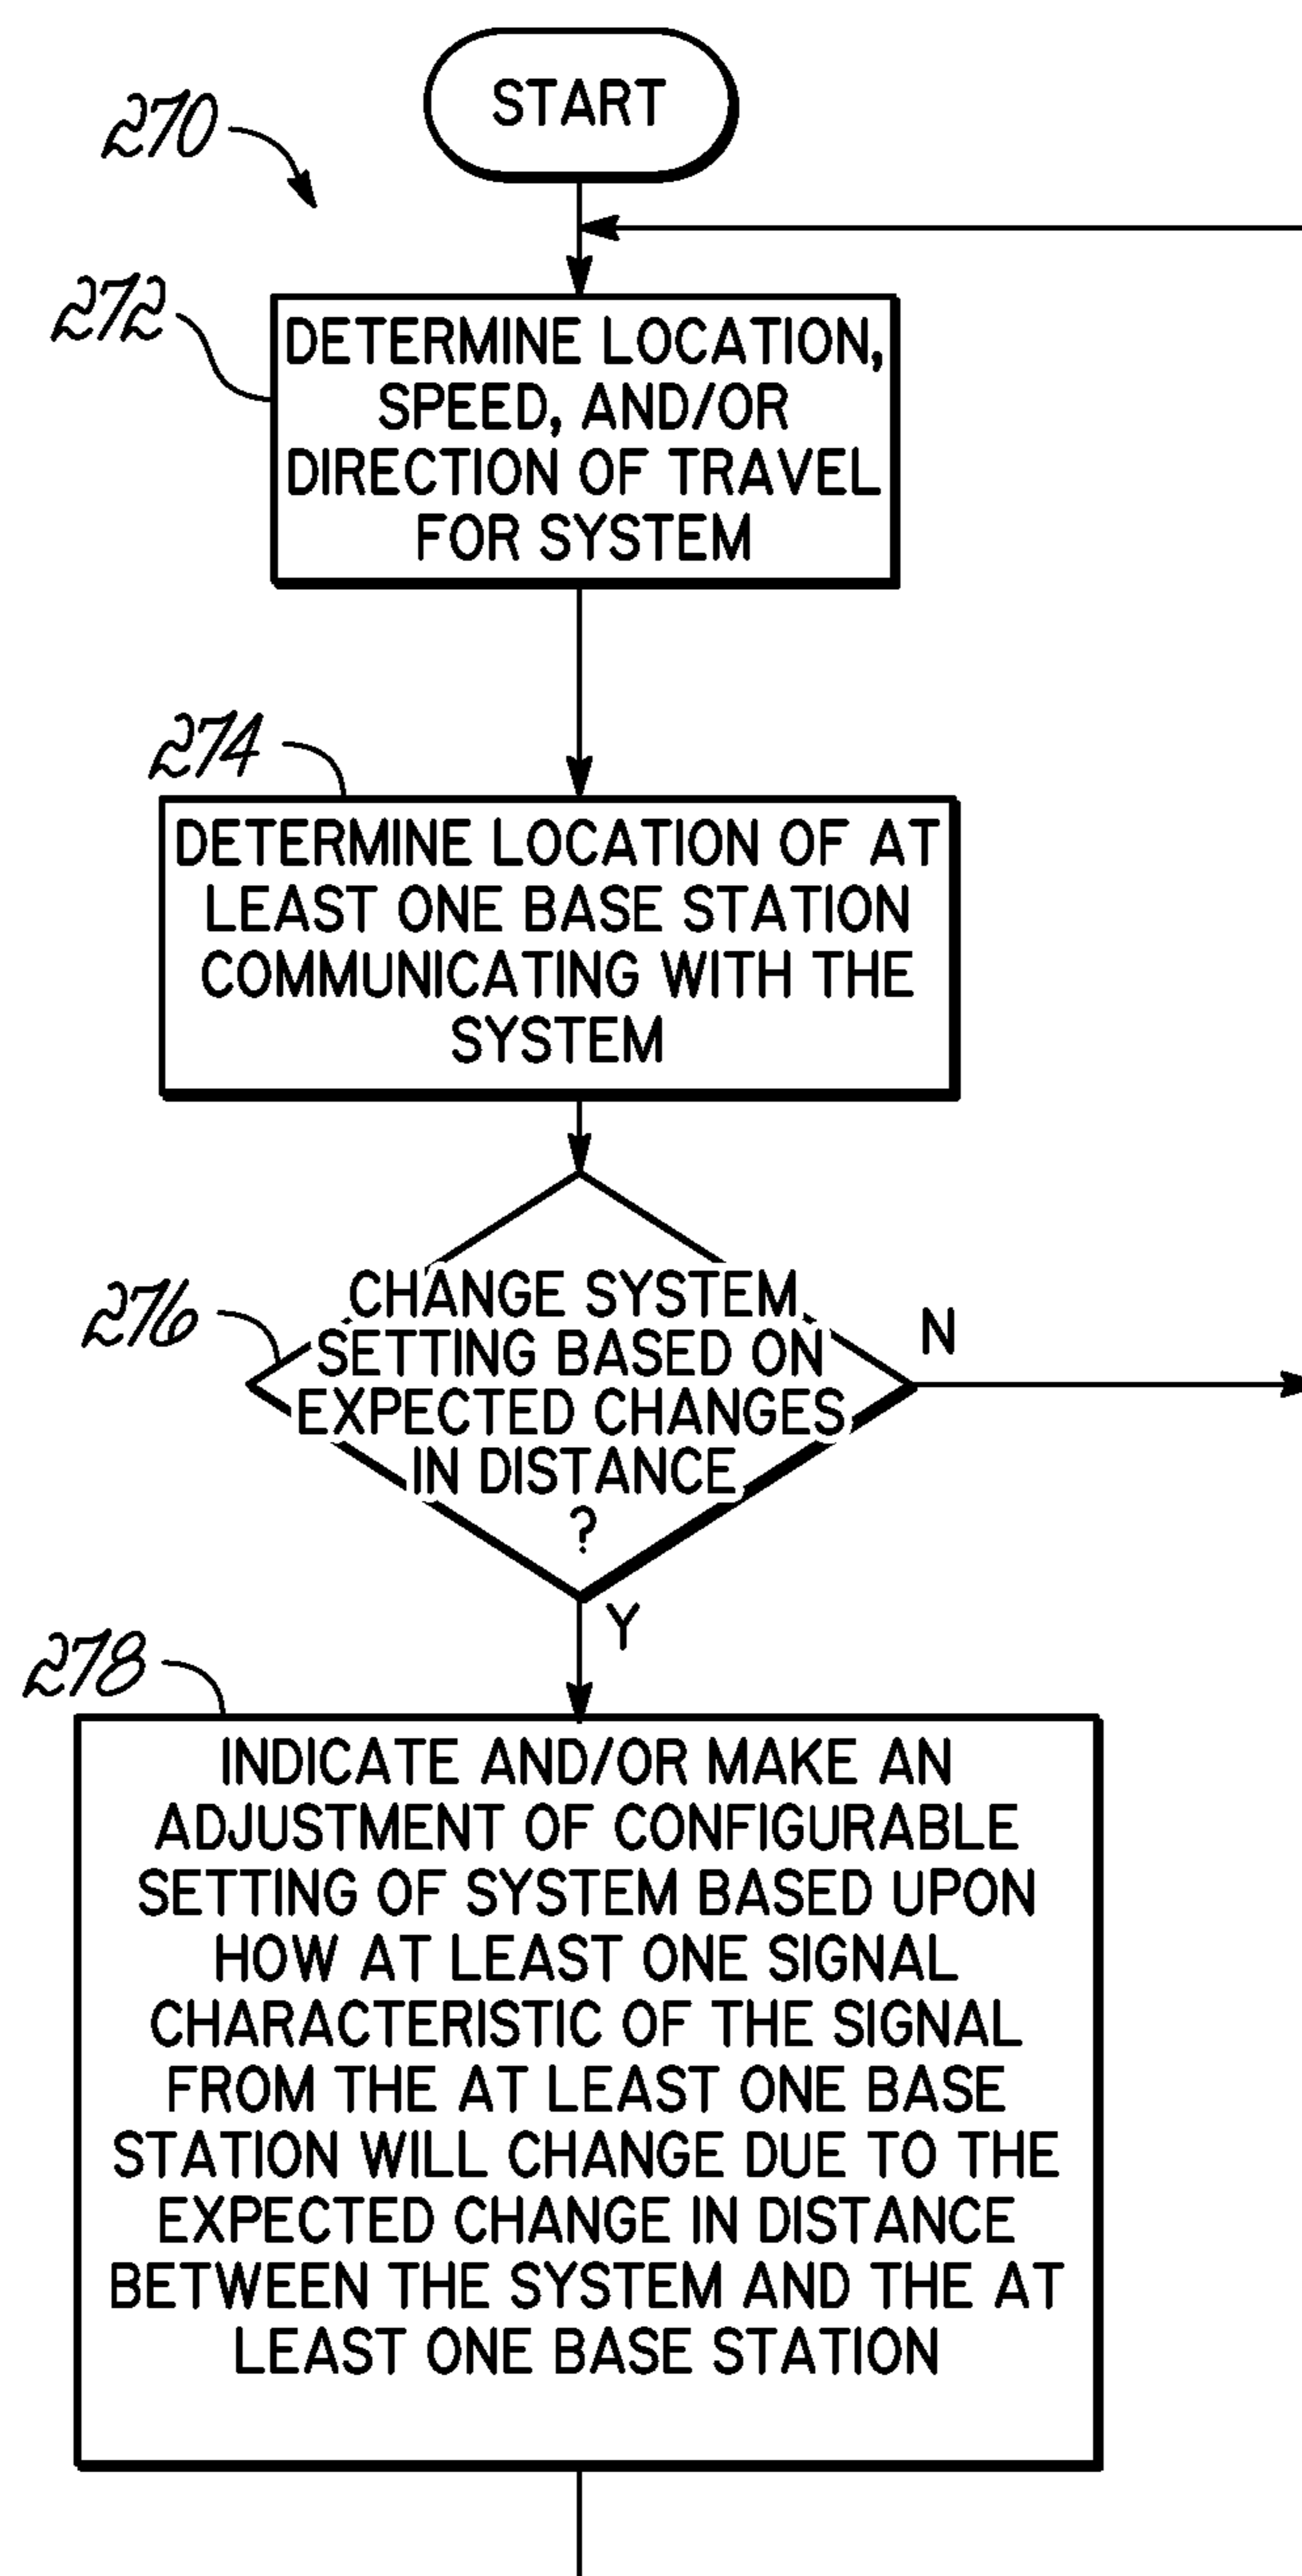 START
270
272
DETERMINE LOCATION,
SPEED, AND/OR
DIRECTION OF TRAVEL
FOR SYSTEM
274
DETERMINE LOCATION OF AT
LEAST ONE BASE STATION
COMMUNICATING WITH THE
SYSTEM
276
CHANGE SYSTEM
SETTING BASED ON
EXPECTED CHANGES
IN DISTANCE
?
N
Y
278
INDICATE AND/OR MAKE AN
ADJUSTMENT OF CONFIGURABLE
SETTING OF SYSTEM BASED UPON
HOW AT LEAST ONE SIGNAL
CHARACTERISTIC OF THE SIGNAL
FROM THE AT LEAST ONE BASE
STATION WILL CHANGE DUE TO THE
EXPECTED CHANGE IN DISTANCE
BETWEEN THE SYSTEM AND THE AT
LEAST ONE BASE STATION